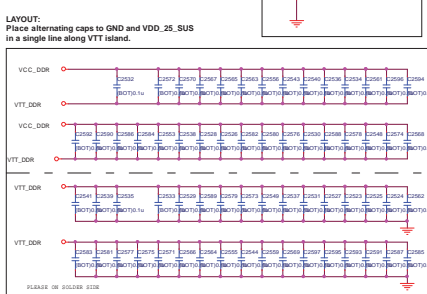 LAYOUT:
Place alternating caps to GND and VDD_25_SUS
in a single line along VTT island.
VCC_DDR
C2532 C2572 C2570 C2567 C2565 C2563 C2556 C2543 C2540 C2536 C2534 C2561 C2596 C2594
(BOT)0.1u
VTT_DDR
VCC_DDR
C2592 C2590 C2586 C2584 C2553 C2538 C2528 C2526 C2582 C2580 C2576 C2530 C2588 C2578 C2548 C2574 C2568
VTT_DDR
VTT_DDR
C2541 C2539 C2535 C2533 C2529 C2589 C2579 C2573 C2549 C2537 C2531 C2527 C2523 C2525 C2524 C2562
(BOT)0.1u
VTT_DDR
C2583 C2581 C2577 C2575 C2571 C2566 C2564 C2555 C2544 C2559 C2569 C2595 C2593 C2591 C2587 C2585
PLEASE ON SOLDER SIDE